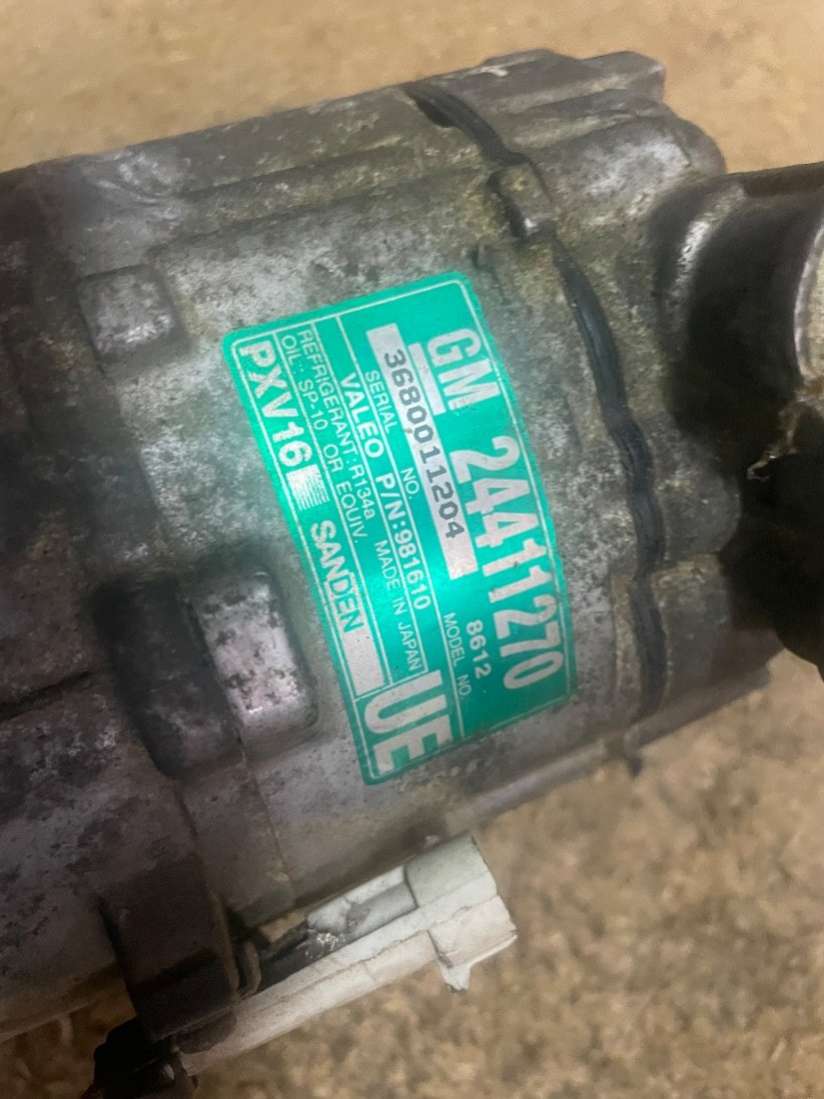 GM 24411270
3680011204
8612
SERIAL NO.
MODEL NO.
VALEO P/N:981610
UE
REFRIGERANT:R134a MADE IN JAPAN
OIL: SP-10 OR EQUIV.
PXV16 SANDEN